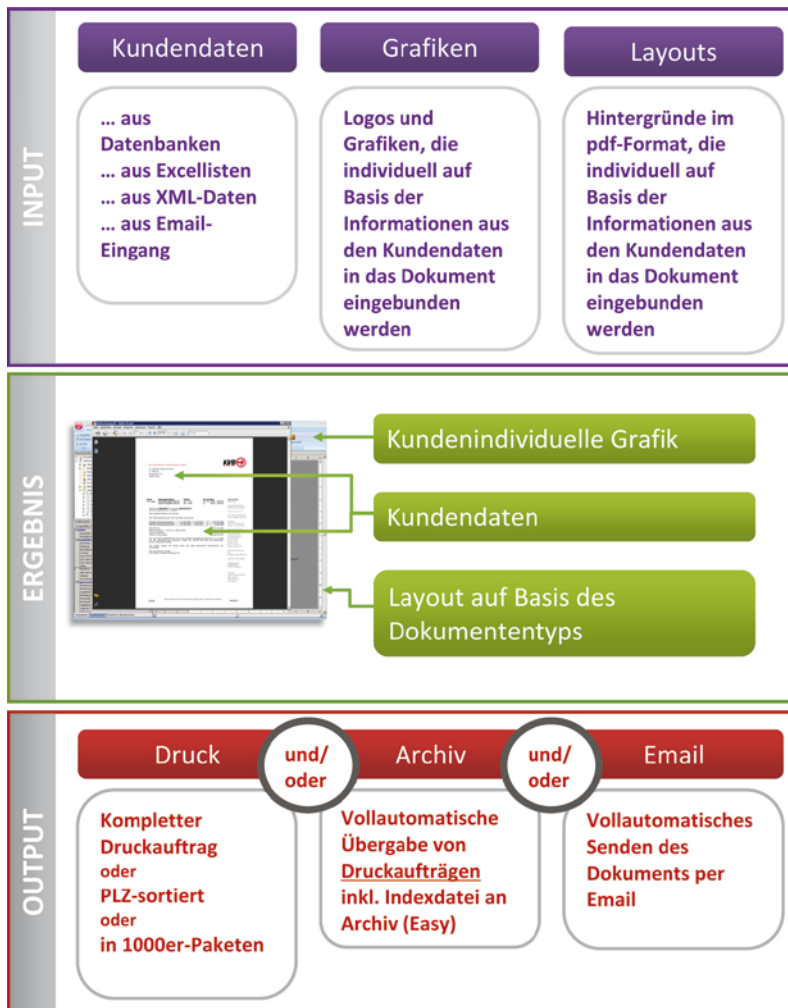 INPUT
Kundendaten
... aus
Datenbanken
... aus Excellisten
... aus XML-Daten
... aus Email-
Eingang
Grafiken
Logos und
Grafiken, die
individuell auf
Basis der
Informationen aus
den Kundendaten
in das Dokument
eingebunden
werden
Layouts
Hintergründe im
pdf-Format, die
individuell auf
Basis der
Informationen aus
den Kundendaten
in das Dokument
eingebunden
werden
ERGEBNIS
KVB
Kundenindividuelle Grafik
Kundendaten
Layout auf Basis des
Dokumententyps
OUTPUT
Druck
und/
oder
Archiv
und/
oder
Email
Kompletter
Druckauftrag
oder
PLZ-sortiert
oder
in 1000er-Paketen
Vollautomatische
Übergabe von
Druckaufträgen
inkl. Indexdatei an
Archiv (Easy)
Vollautomatisches
Senden des
Dokuments per
Email